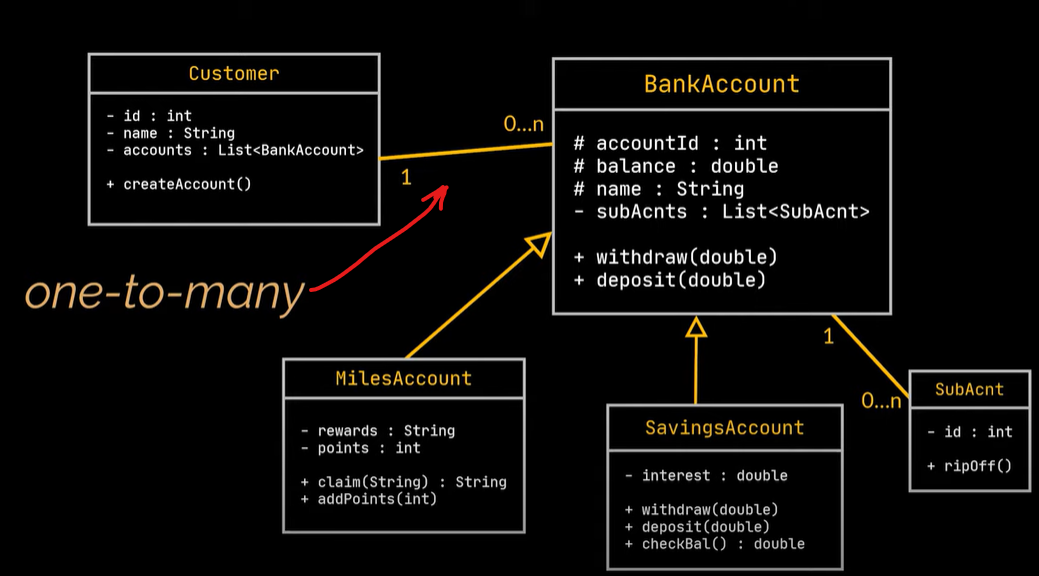 Customer
- id : int
- name : String
- accounts : List<BankAccount>
+ createAccount()
1
0...n
BankAccount
# accountId : int
# balance : double
# name : String
- subAcnts : List<SubAcnt>
+ withdraw(double)
+ deposit(double)
one-to-many
MilesAccount
- rewards : String
- points : int
+ claim(String) : String
+ addPoints(int)
SavingsAccount
- interest : double
+ withdraw(double)
+ deposit(double)
+ checkBal() : double
1
0...n
SubAcnt
- id : int
+ ripOff()